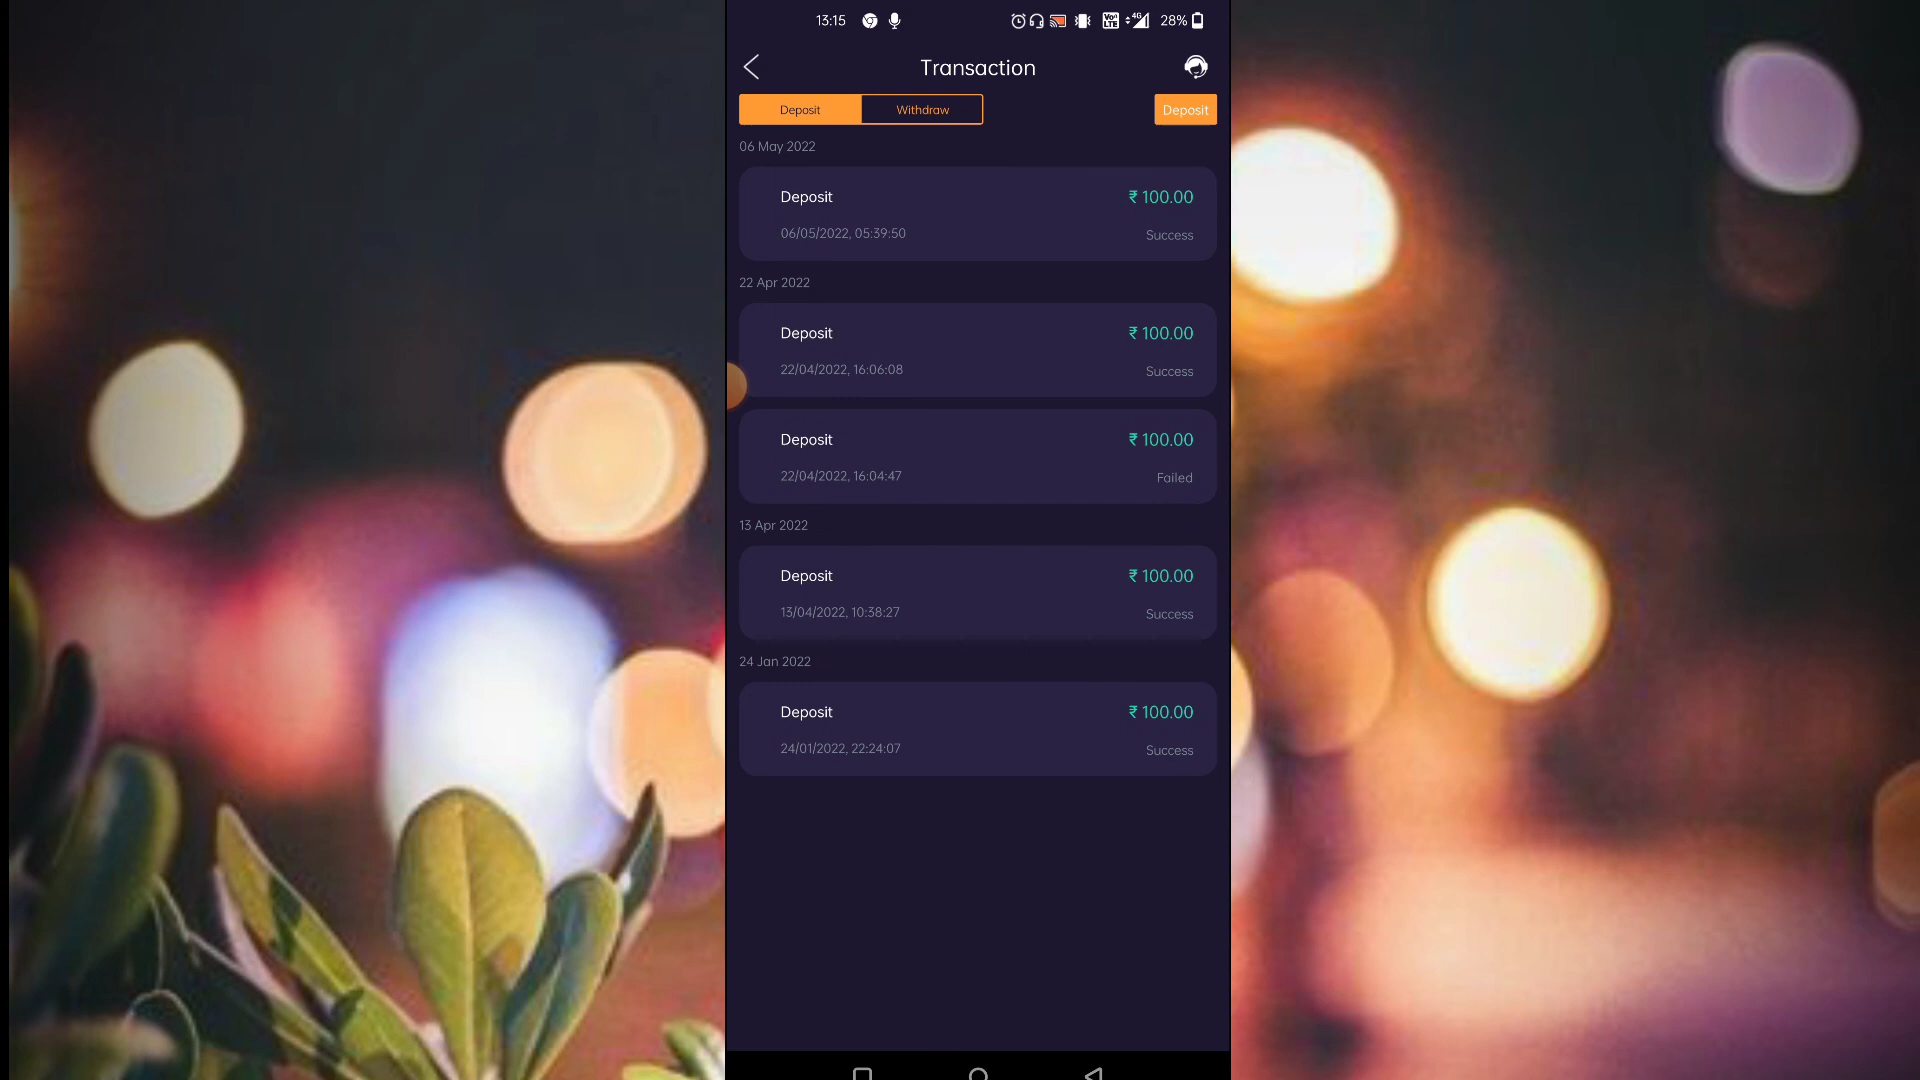 13:15
VoLTE 4G 28%
Transaction
Deposit Withdraw Deposit
06 May 2022
Deposit ₹ 100.00
06/05/2022, 05:39:50 Success
22 Apr 2022
Deposit ₹ 100.00
22/04/2022, 16:06:08 Success
Deposit ₹ 100.00
22/04/2022, 16:04:47 Failed
13 Apr 2022
Deposit ₹ 100.00
13/04/2022, 10:38:27 Success
24 Jan 2022
Deposit ₹ 100.00
24/01/2022, 22:24:07 Success